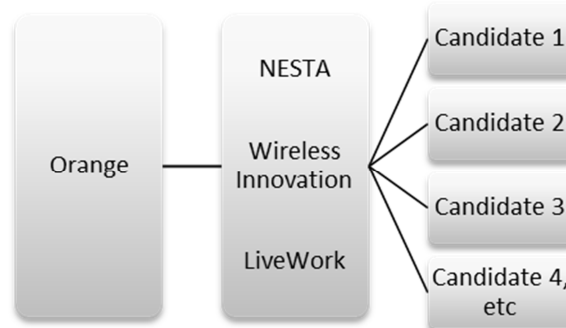 Orange
NESTA
Wireless
Innovation
LiveWork
Candidate 1
Candidate 2
Candidate 3
Candidate 4,
etc